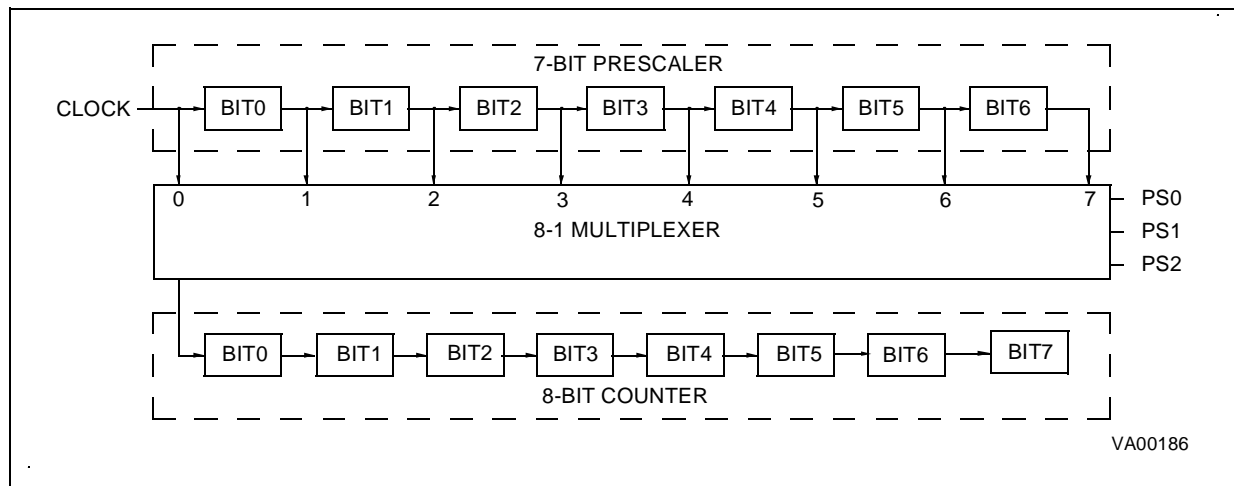 7-BIT PRESCALER
CLOCK BIT0 BIT1 BIT2 BIT3 BIT4 BIT5 BIT6
0 1 2 3 4 5 6 7 PS0
8-1 MULTIPLEXER PS1
PS2
BIT0 BIT1 BIT2 BIT3 BIT4 BIT5 BIT6 BIT7
8-BIT COUNTER
VA00186